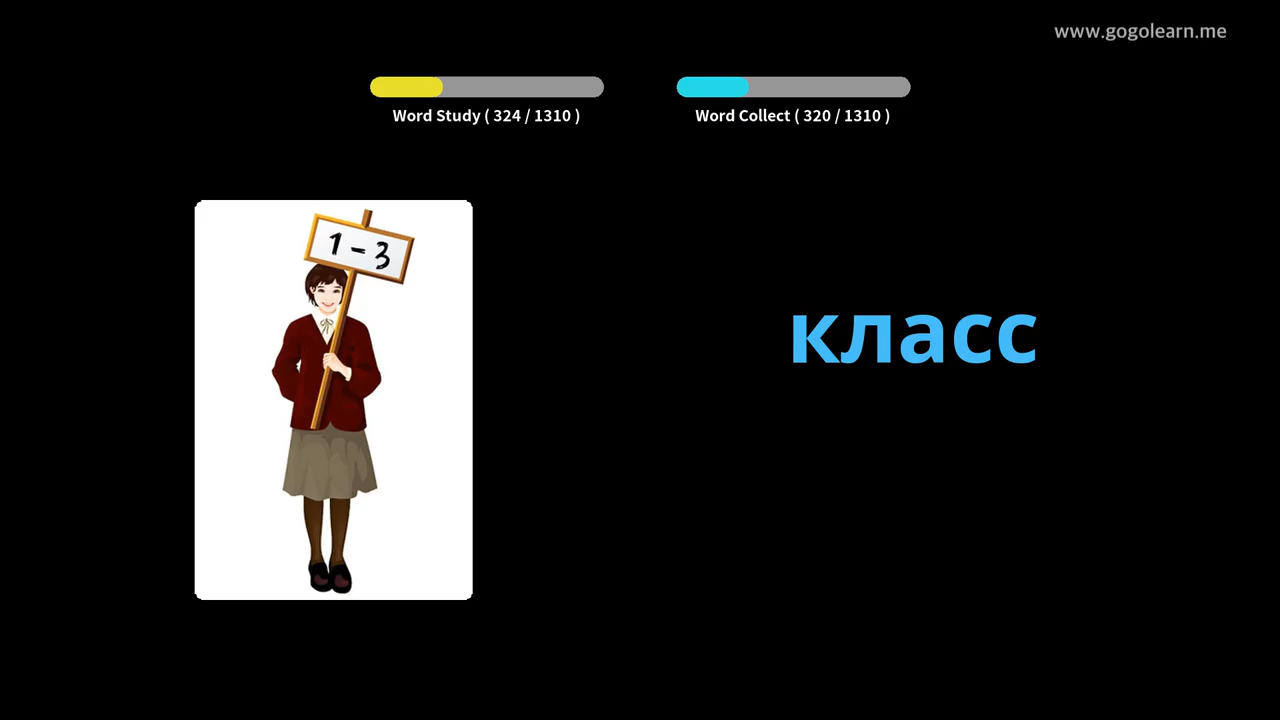 www.gogolearn.me
Word Study ( 324 / 1310 )
Word Collect ( 320 / 1310 )
1 - 3
класс